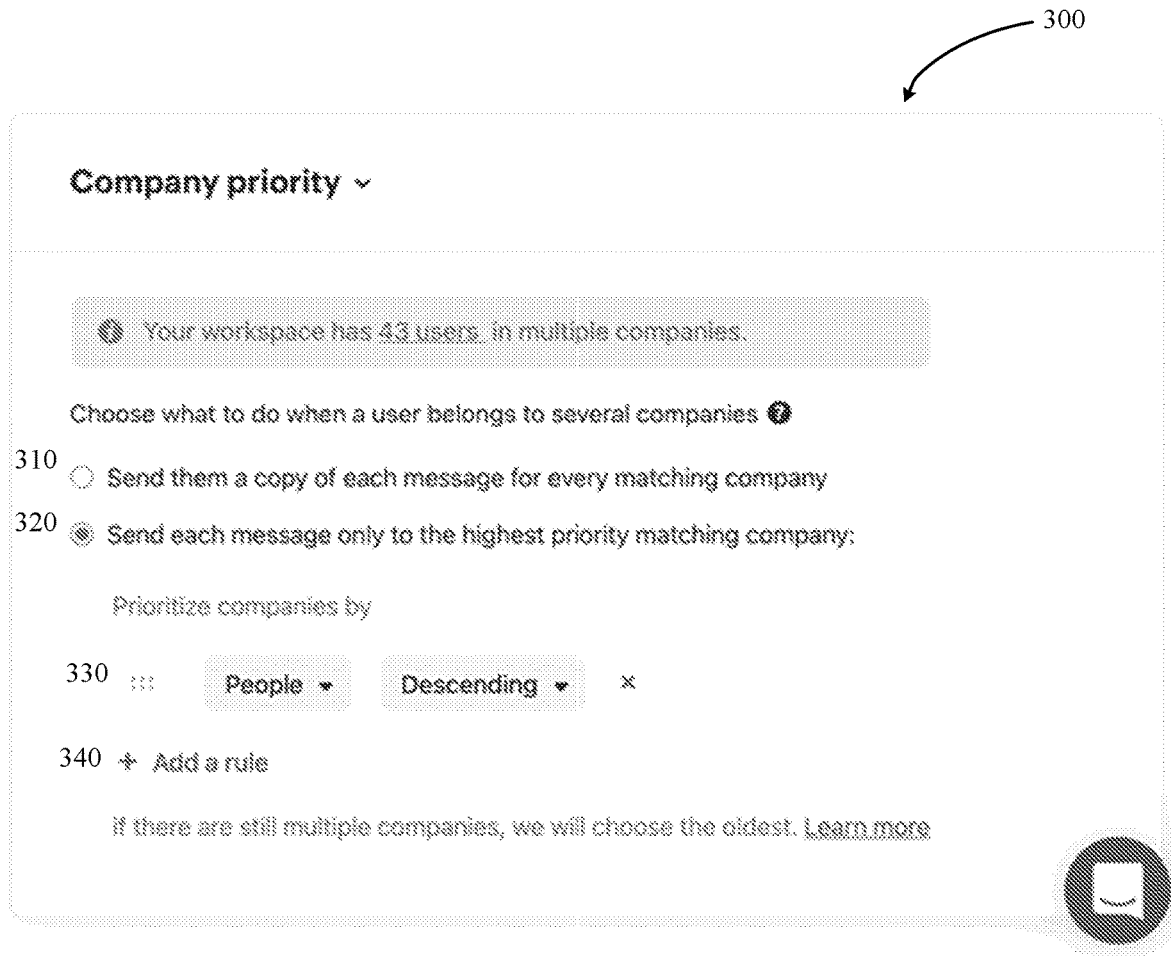 300
Company priority
Your workspace has 43 users in multiple companies.
Choose what to do when a user belongs to several companies ?
310 Send them a copy of each message for every matching company
320 Send each message only to the highest priority matching company:
Prioritize companies by
330 People Descending ×
340 + Add a rule
If there are still multiple companies, we will choose the oldest. Learn more